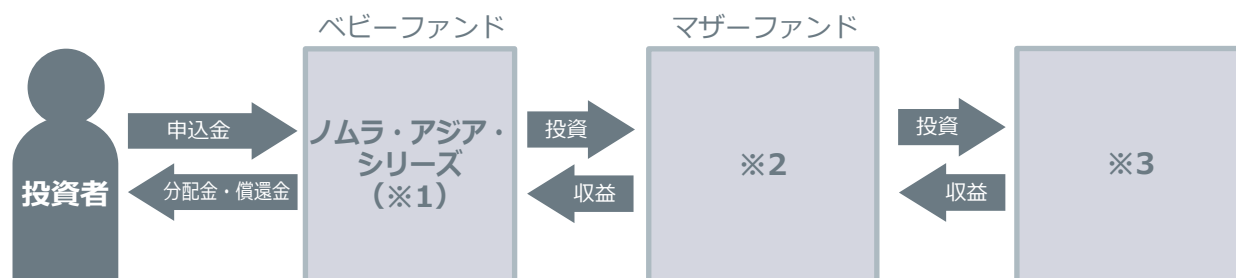 ベビーファンド
マザーファンド
投資者
申込金
分配金・償還金
ノムラ・アジア・
シリーズ
（※1）
投資
収益
※2
投資
収益
※3